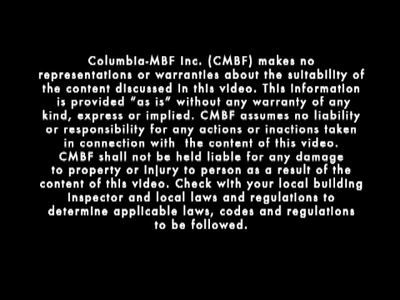 Columbia-MBF Inc. (CMBF) makes no
representations or warranties about the suitability of
the content discussed in this video. This information
is provided "as is" without any warranty of any
kind, express or implied. CMBF assumes no liability
or responsibility for any actions or inactions taken
in connection with the content of this video.
CMBF shall not be held liable for any damage
to property or injury to person as a result of the
content of this video. Check with your local building
inspector and local laws and regulations to
determine applicable laws, codes and regulations
to be followed.